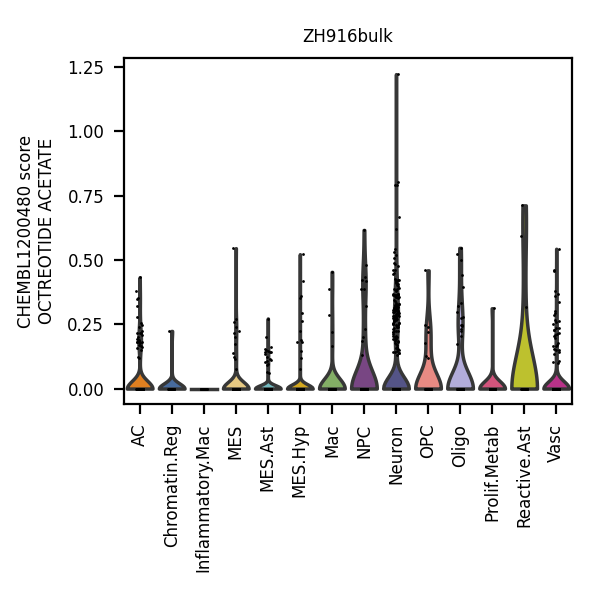 ZH916bulk
CHEMBL1200480 score
OCTREOTIDE ACETATE
1.25
1.00
0.75
0.50
0.25
0.00
AC
Chromatin.Reg
Inflammatory.Mac
MES
MES.Ast
MES.Hyp
Mac
NPC
Neuron
OPC
Oligo
Prolif.Metab
Reactive.Ast
Vasc